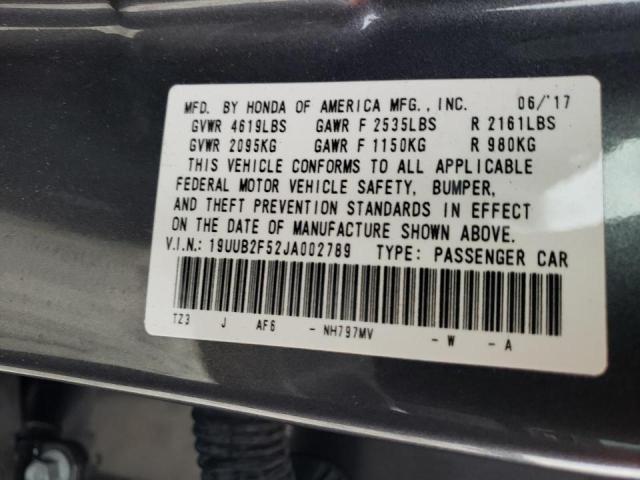 MFD. BY HONDA OF AMERICA MFG., INC. 06/'17
GVWR 4619LBS GAWR F 2535LBS R 2161LBS
GVWR 2095KG GAWR F 1150KG R 980KG
THIS VEHICLE CONFORMS TO ALL APPLICABLE
FEDERAL MOTOR VEHICLE SAFETY, BUMPER,
AND THEFT PREVENTION STANDARDS IN EFFECT
ON THE DATE OF MANUFACTURE SHOWN ABOVE.
V.I.N.: 19UUB2F52JA002789 TYPE: PASSENGER CAR
TZ3 J AF6 - NH797MV - W - A